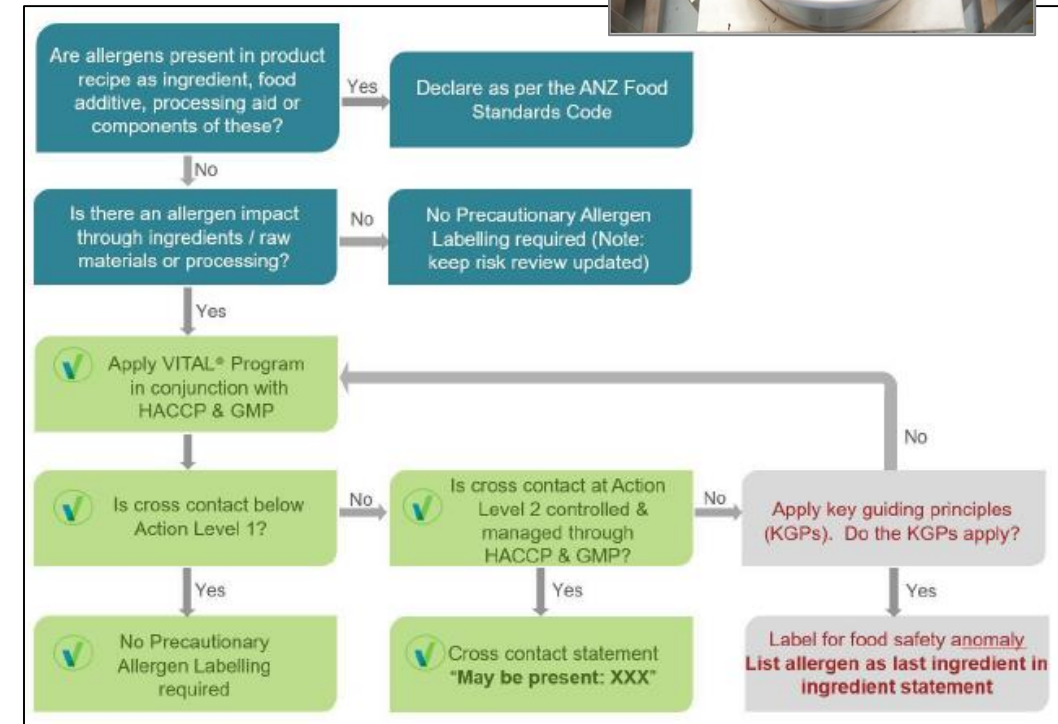 Are allergens present in product
recipe as ingredient, food
additive, processing aid or
components of these?
Yes
Declare as per the ANZ Food
Standards Code
No
Is there an allergen impact
through ingredients / raw
materials or processing?
No
No Precautionary Allergen
Labelling required (Note:
keep risk review updated)
Yes
Apply VITAL® Program
in conjunction with
HACCP & GMP
No
Is cross contact below
Action Level 1?
No
Is cross contact at Action
Level 2 controlled &
managed through
HACCP & GMP?
No
Apply key guiding principles
(KGPs). Do the KGPs apply?
Yes
Yes
Yes
No Precautionary
Allergen Labelling
required
Cross contact statement
"May be present: XXX"
Label for food safety anomaly
List allergen as last ingredient in
ingredient statement